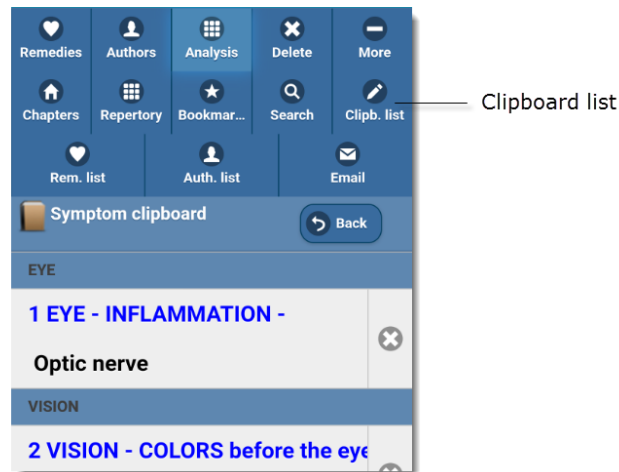 Remedies Authors Analysis Delete More
Chapters Repertory Bookmar... Search Clipb. list Clipboard list
Rem. list Auth. list Email
Symptom clipboard Back
EYE
1 EYE - INFLAMMATION -
Optic nerve
VISION
2 VISION - COLORS before the eye